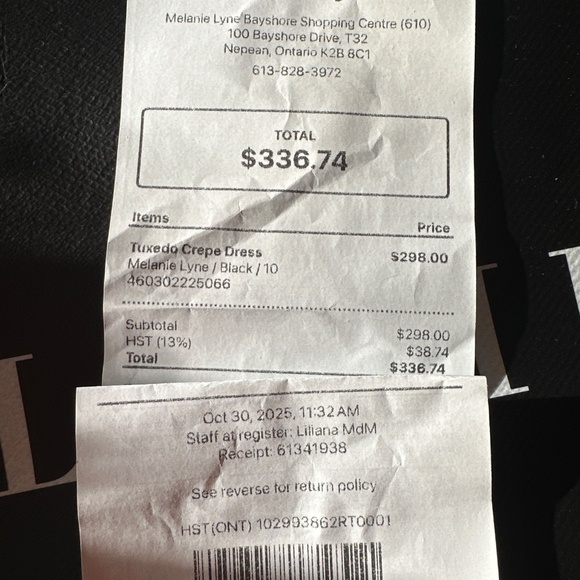 Melanie Lyne Bayshore Shopping Centre (610)
100 Bayshore Drive, T32
Nepean, Ontario K2B 8C1
613-828-3972
TOTAL
$336.74
Items Price
Tuxedo Crepe Dress $298.00
Melanie Lyne / Black / 10
460302225066
Subtotal $298.00
HST (13%) $38.74
Total $336.74
Oct 30, 2025, 11:32 AM
Staff at register: Liliana MdM
Receipt: 61341938
See reverse for return policy
HST(ONT) 102993862RT0001